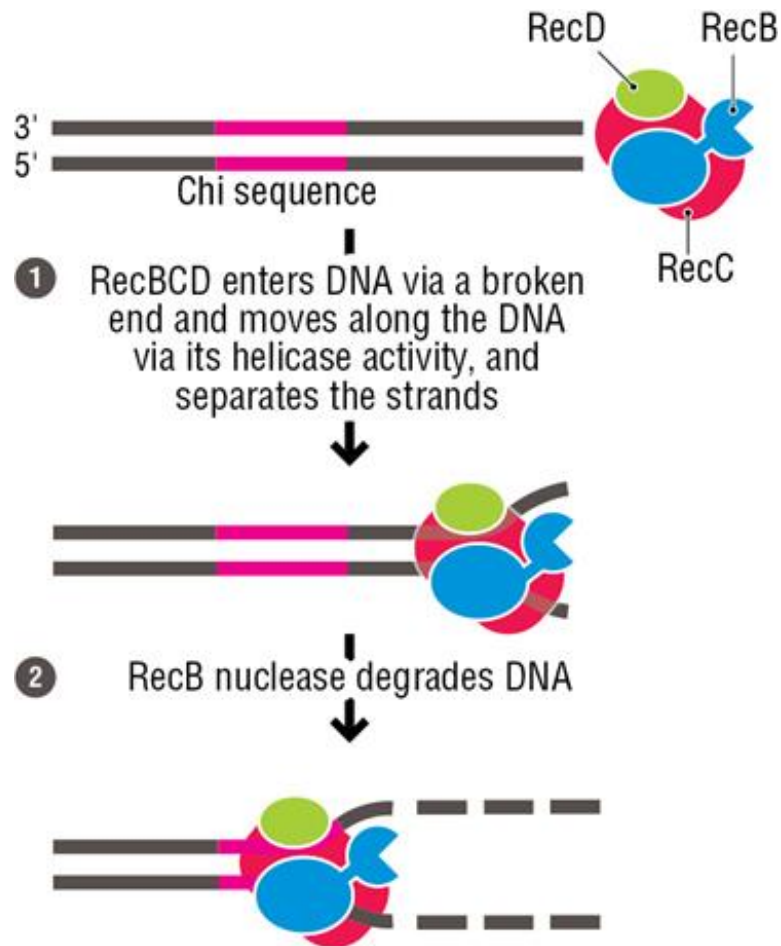 RecD
RecB
3'
5'
Chi sequence
RecC
1
RecBCD enters DNA via a broken
end and moves along the DNA
via its helicase activity, and
separates the strands
2
RecB nuclease degrades DNA